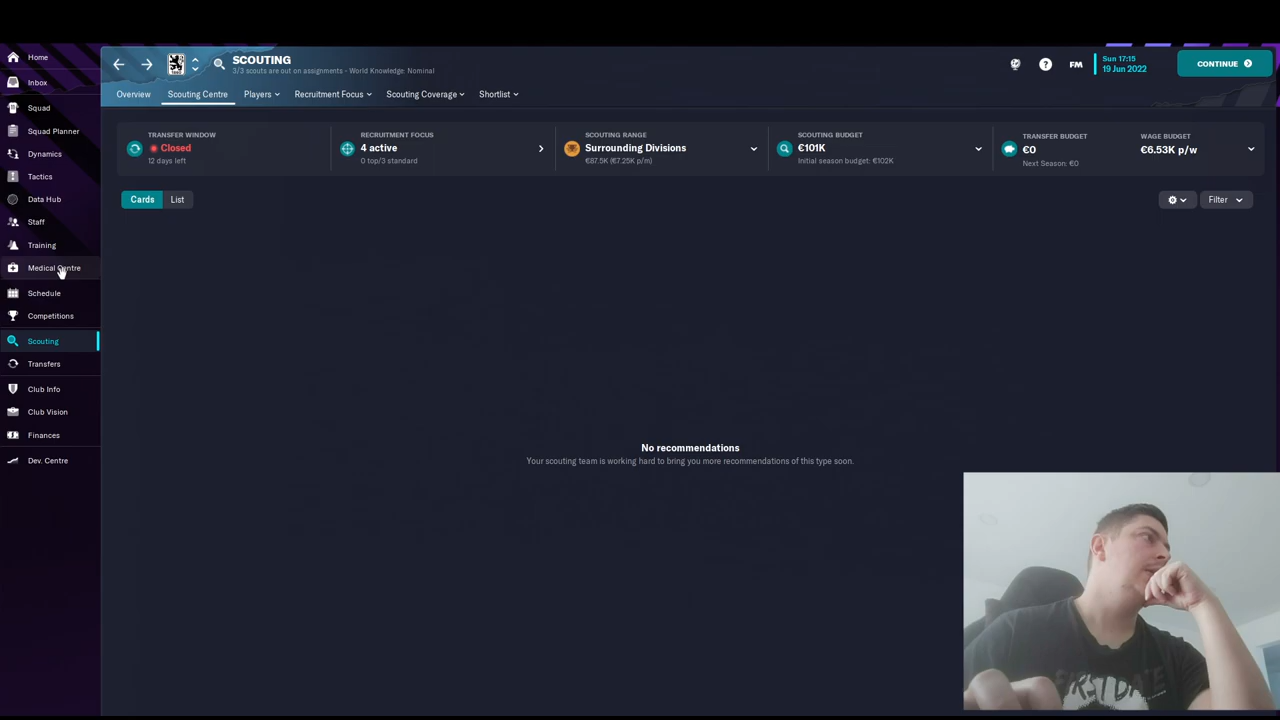 Home
SCOUTING
3/3 scouts are out on assignments - World Knowledge: Nominal
FM
Sun 17:15
19 Jun 2022
CONTINUE
Inbox
Overview
Scouting Centre
Players
Recruitment Focus
Scouting Coverage
Shortlist
Squad
Squad Planner
Dynamics
Tactics
Data Hub
Staff
Training
Medical Centre
Schedule
Competitions
Scouting
Transfers
Club Info
Club Vision
Finances
Dev. Centre
TRANSFER WINDOW
Closed
12 days left
RECRUITMENT FOCUS
4 active
0 top/3 standard
SCOUTING RANGE
Surrounding Divisions
€87.5K (€7.25K p/m)
SCOUTING BUDGET
€101K
Initial season budget: €102K
TRANSFER BUDGET
€0
Next Season: €0
WAGE BUDGET
€6.53K p/w
Cards
List
Filter
No recommendations
Your scouting team is working hard to bring you more recommendations of this type soon.
FIRST DATE